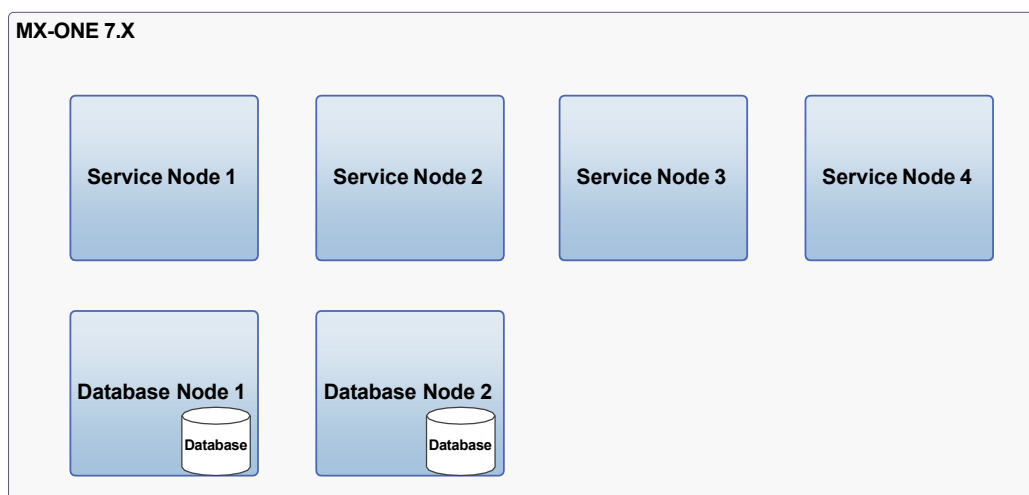 MX-ONE 7.X
Service Node 1
Service Node 2
Service Node 3
Service Node 4
Database Node 1
Database
Database Node 2
Database